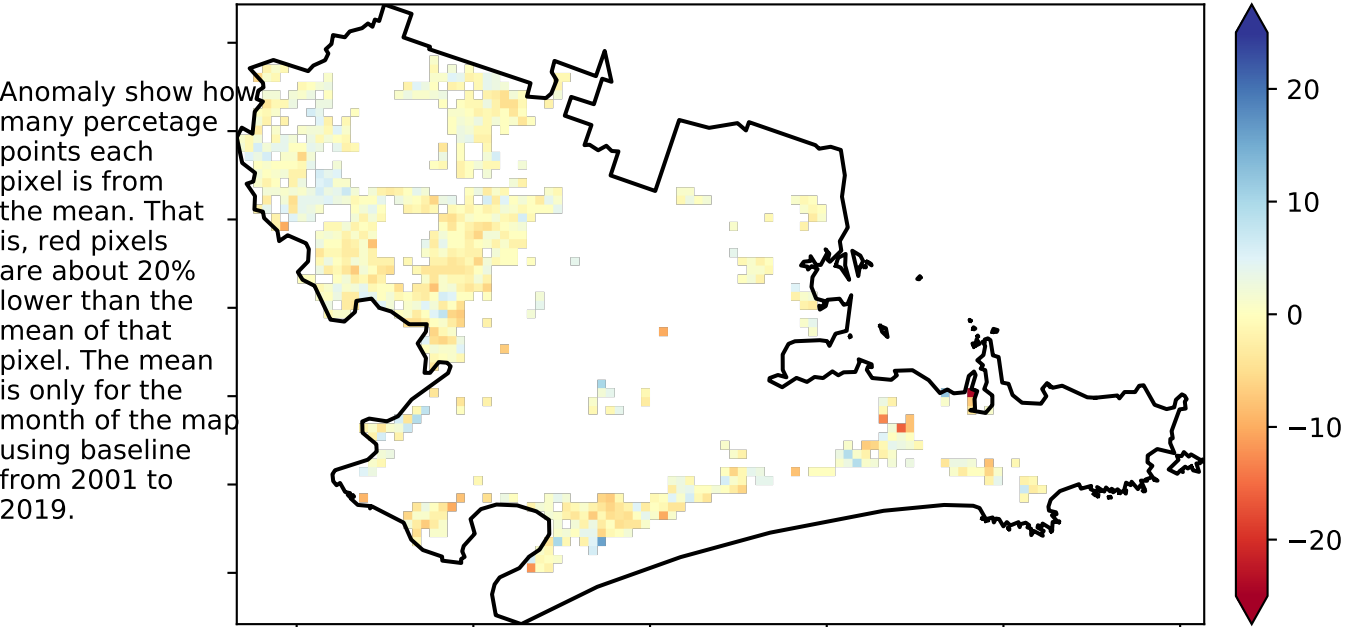 Anomaly show how
many percetage
points each
pixel is from
the mean. That
is, red pixels
are about 20%
lower than the
mean of that
pixel. The mean
is only for the
month of the map
using baseline
from 2001 to
2019.
20
10
0
−10
−20